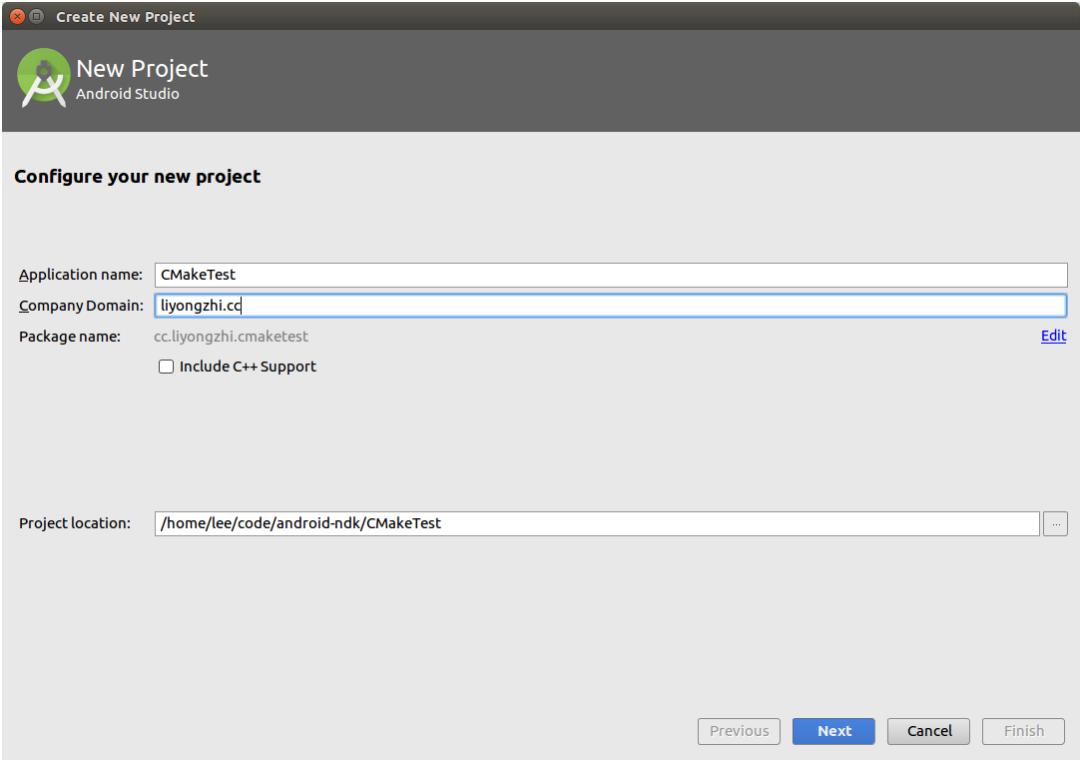 Create New Project
New Project
Android Studio
Configure your new project
Application name: CMakeTest
Company Domain: liyongzhi.cc
Package name: cc.liyongzhi.cmaketest Edit
Include C++ Support
Project location: /home/lee/code/android-ndk/CMakeTest ...
Previous Next Cancel Finish